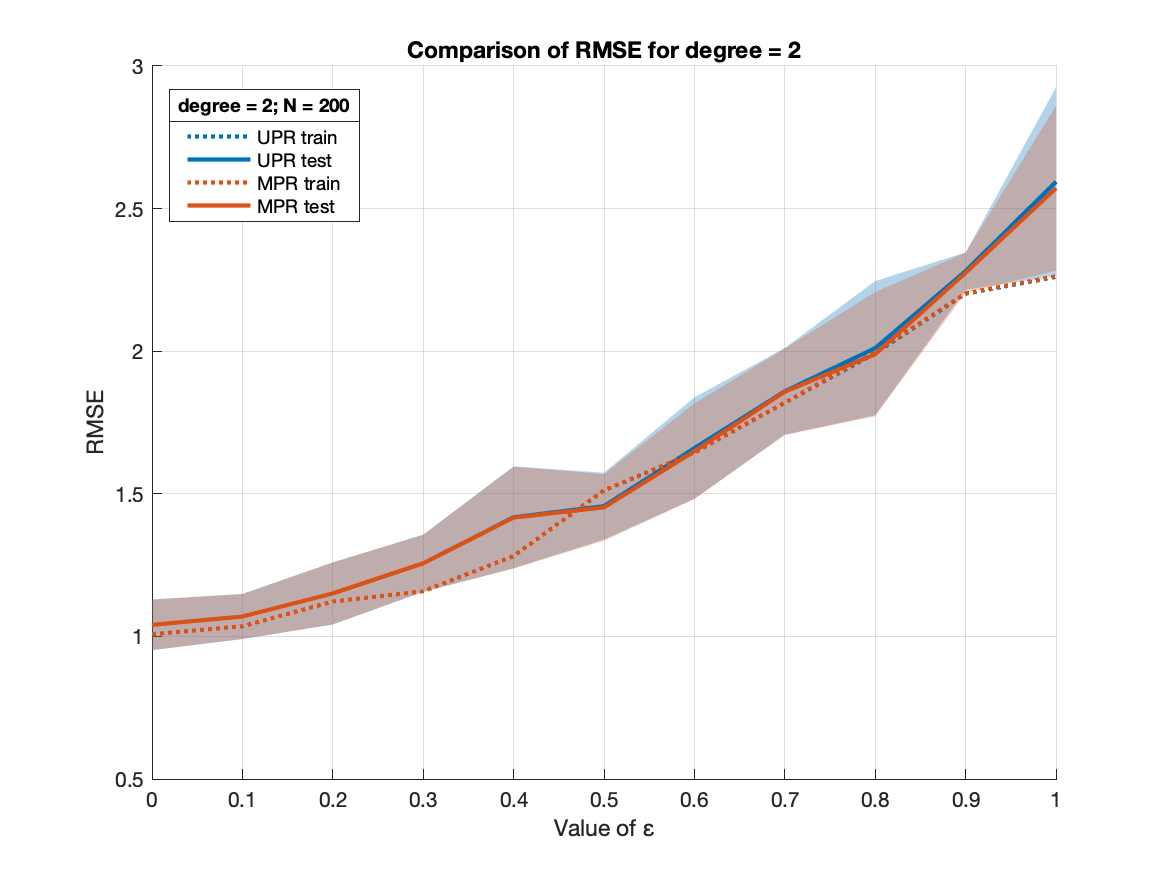 Comparison of RMSE for degree = 2
3
2.5
2
1.5
1
0.5
RMSE
degree = 2; N = 200
UPR train
UPR test
MPR train
MPR test
0 0.1 0.2 0.3 0.4 0.5 0.6 0.7 0.8 0.9 1
Value of ε